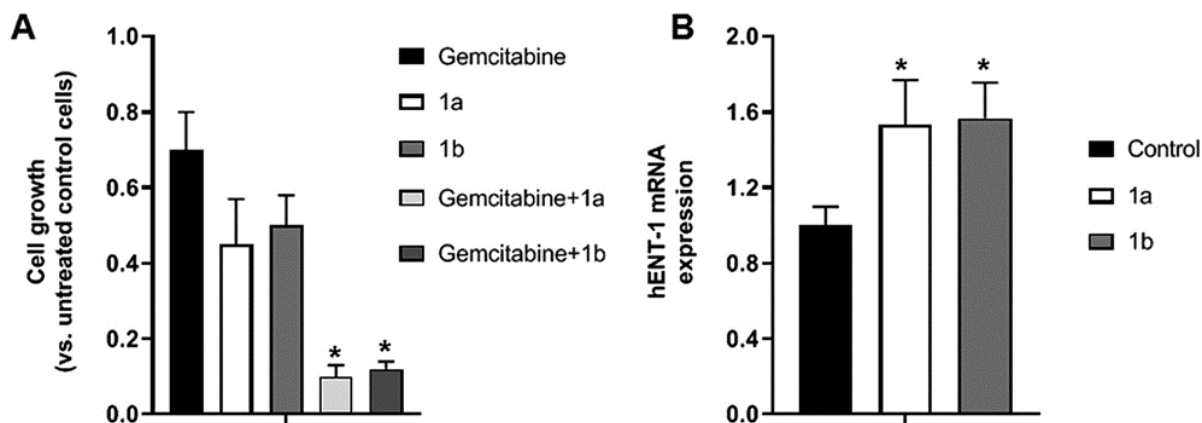 A
Cell growth
(vs. untreated control cells)
1.0
0.8
0.6
0.4
0.2
0.0
*
*
Gemcitabine
1a
1b
Gemcitabine+1a
Gemcitabine+1b
B
hENT-1 mRNA
expression
2.0
1.6
1.2
0.8
0.4
0.0
*
*
Control
1a
1b